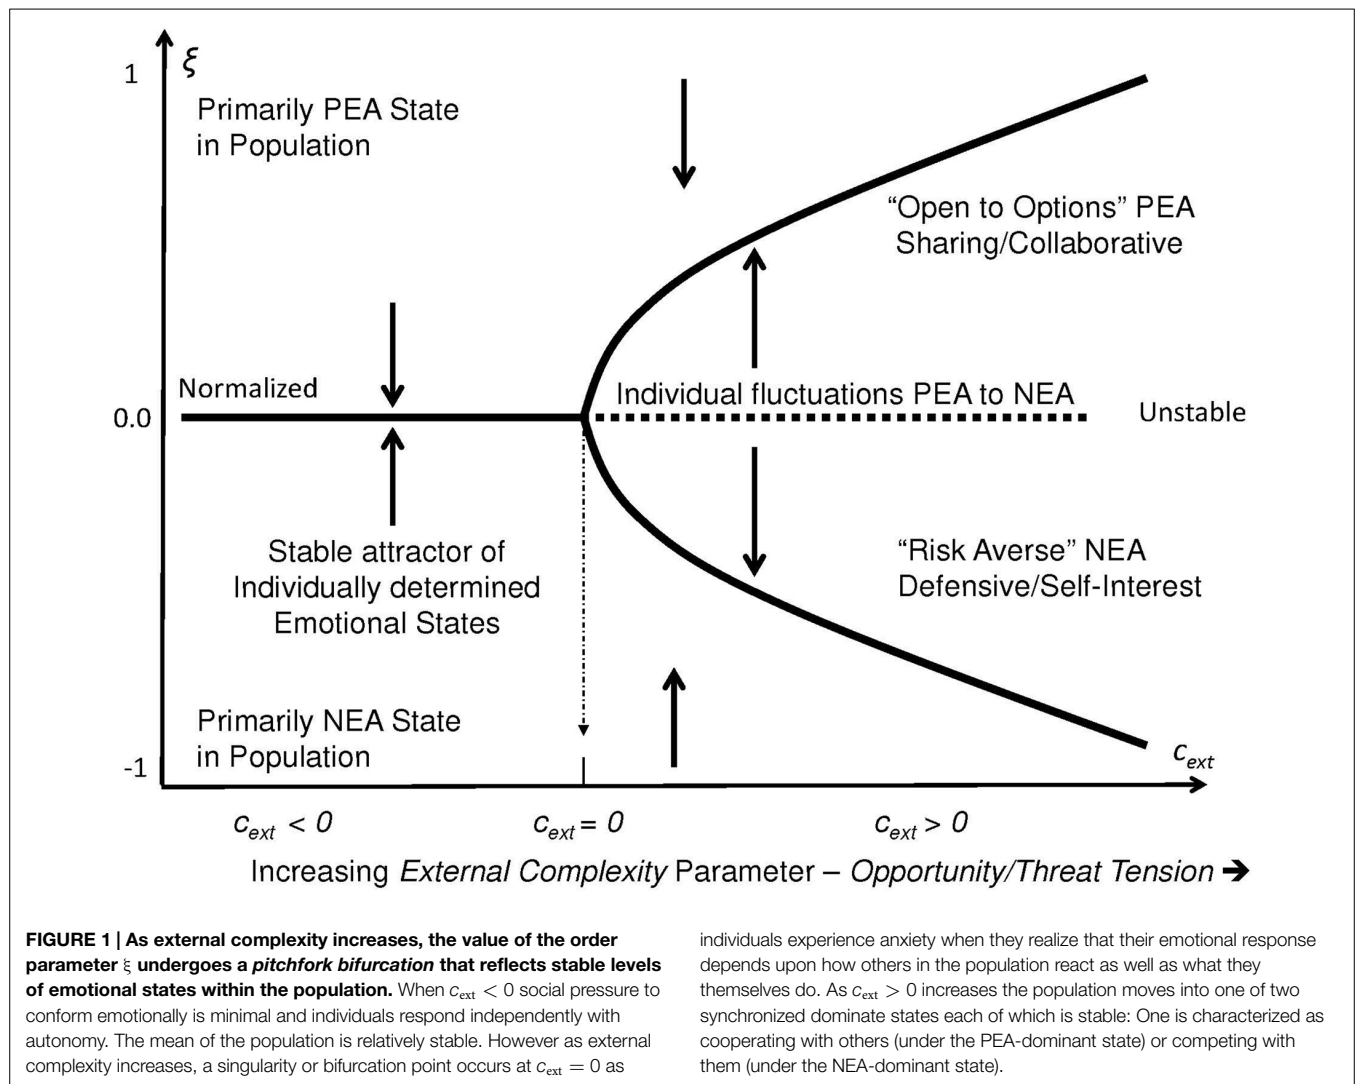 ξ
1
Primarily PEA State
in Population
“Open to Options” PEA
Sharing/Collaborative
Normalized
Individual fluctuations PEA to NEA
0.0
Unstable
Stable attractor of
Individually determined
Emotional States
“Risk Averse” NEA
Defensive/Self-Interest
Primarily NEA State
in Population
-1
c_ext
c_ext < 0
c_ext = 0
c_ext > 0
Increasing External Complexity Parameter – Opportunity/Threat Tension ➔
FIGURE 1 | As external complexity increases, the value of the order
parameter ξ undergoes a pitchfork bifurcation that reflects stable levels
of emotional states within the population. When c_ext < 0 social pressure to
conform emotionally is minimal and individuals respond independently with
autonomy. The mean of the population is relatively stable. However as external
complexity increases, a singularity or bifurcation point occurs at c_ext = 0 as
individuals experience anxiety when they realize that their emotional response
depends upon how others in the population react as well as what they
themselves do. As c_ext > 0 increases the population moves into one of two
synchronized dominate states each of which is stable: One is characterized as
cooperating with others (under the PEA-dominant state) or competing with
them (under the NEA-dominant state).